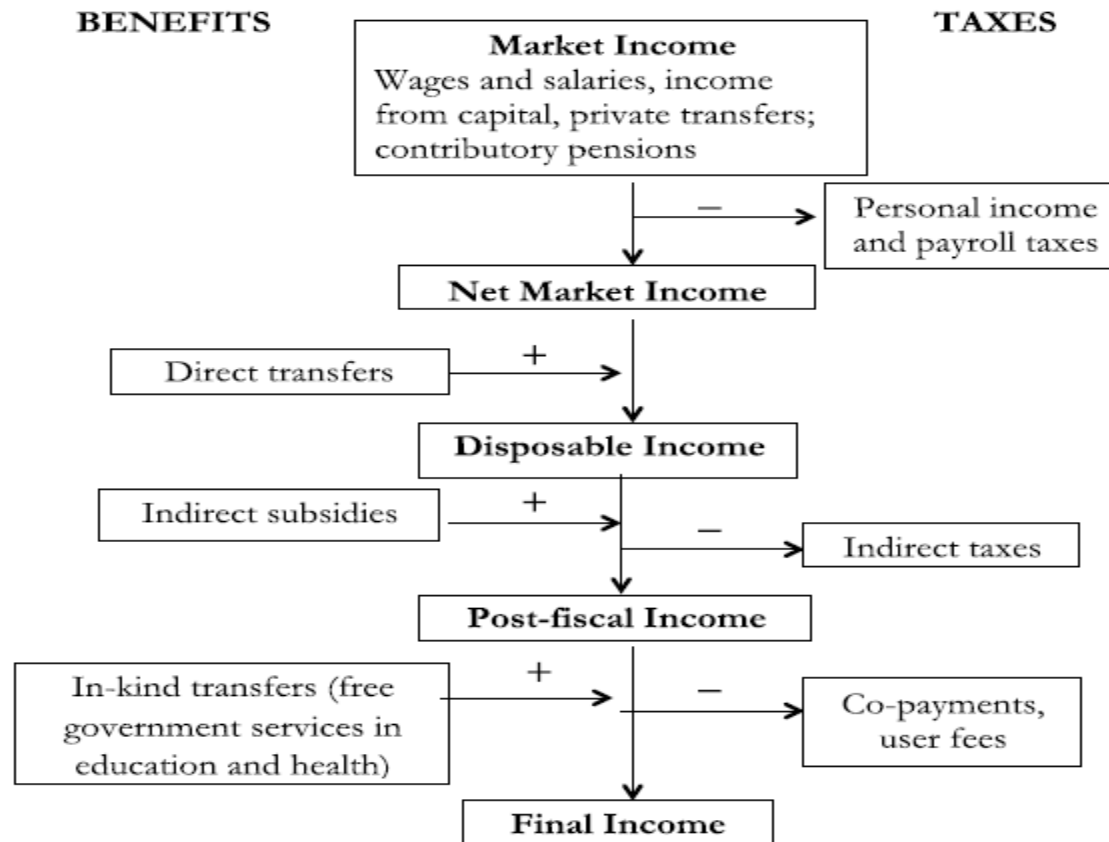 BENEFITS
TAXES
Market Income
Wages and salaries, income
from capital, private transfers;
contributory pensions
–
Personal income
and payroll taxes
Net Market Income
+
Direct transfers
Disposable Income
+
Indirect subsidies
–
Indirect taxes
Post-fiscal Income
+
In-kind transfers (free
government services in
education and health)
–
Co-payments,
user fees
Final Income